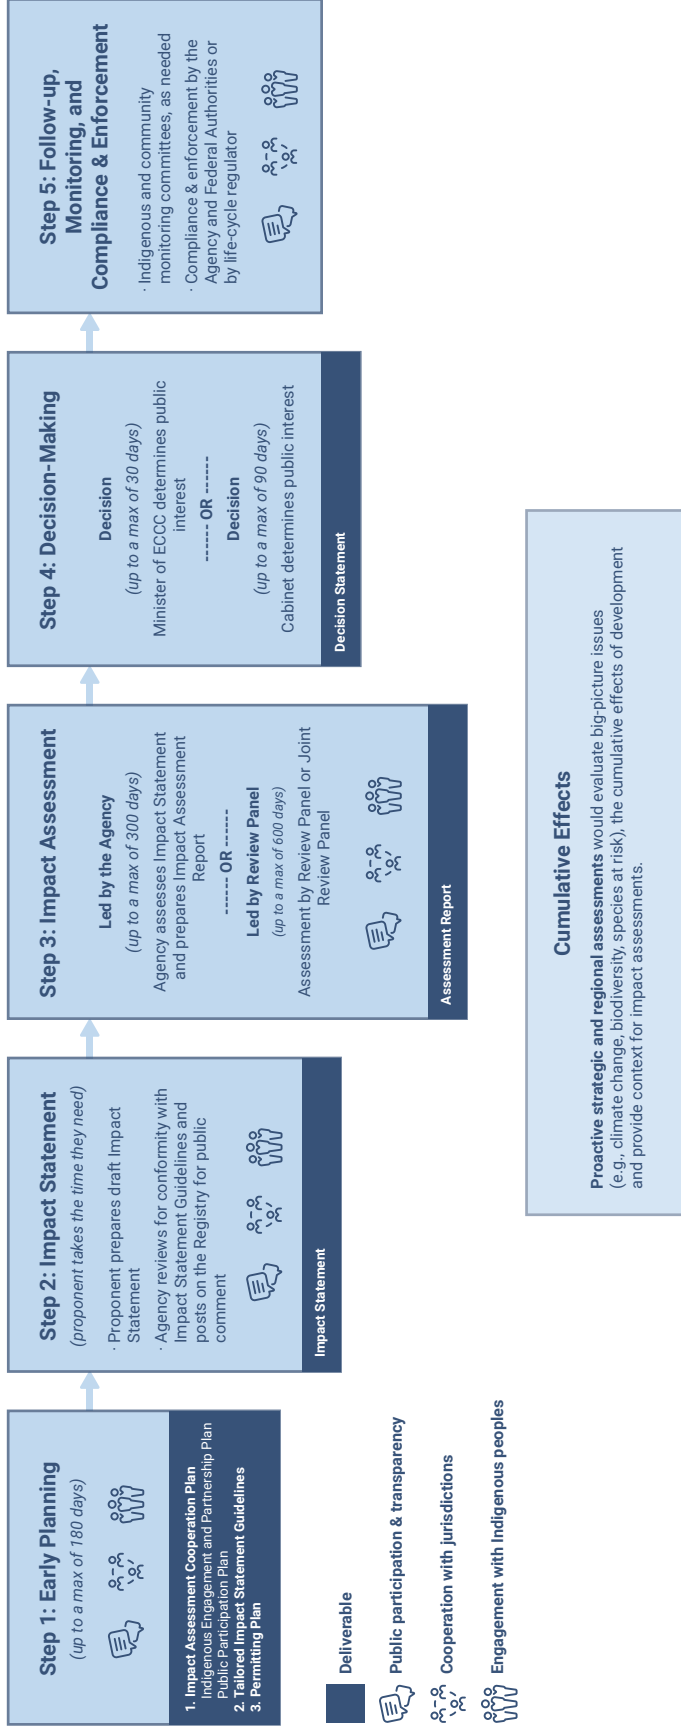 Step 1: Early Planning
(up to a max of 180 days)
1. Impact Assessment Cooperation Plan
Indigenous Engagement and Partnership Plan
Public Participation Plan
2. Tailored Impact Statement Guidelines
3. Permitting Plan
Step 2: Impact Statement
(proponent takes the time they need)
· Proponent prepares draft Impact
Statement
· Agency reviews for conformity with
Impact Statement Guidelines and
posts on the Registry for public
comment
Impact Statement
Step 3: Impact Assessment
Led by the Agency
(up to a max of 300 days)
Agency assesses Impact Statement
and prepares Impact Assessment
Report
------ OR ------
Led by Review Panel
(up to a max of 600 days)
Assessment by Review Panel or Joint
Review Panel
Assessment Report
Step 4: Decision-Making
Decision
(up to a max of 30 days)
Minister of ECCC determines public
interest
------ OR ------
Decision
(up to a max of 90 days)
Cabinet determines public interest
Decision Statement
Step 5: Follow-up,
Monitoring, and
Compliance & Enforcement
· Indigenous and community
monitoring committees, as needed
· Compliance & enforcement by the
Agency and Federal Authorities or
by life-cycle regulator
Deliverable
Public participation & transparency
Cooperation with jurisdictions
Engagement with Indigenous peoples
Cumulative Effects
Proactive strategic and regional assessments would evaluate big-picture issues
(e.g., climate change, biodiversity, species at risk), the cumulative effects of development
and provide context for impact assessments.